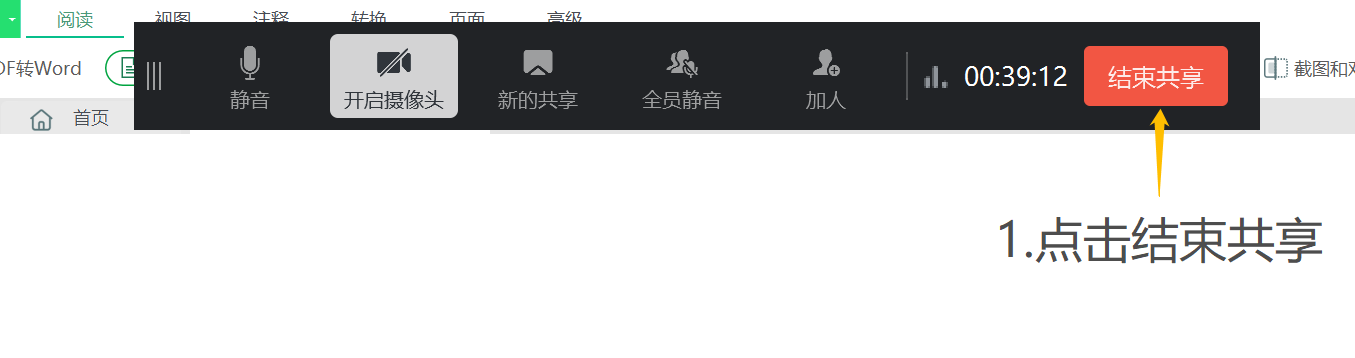 阅读 视图 注释 转换 页面 高级
DF转Word
静音 开启摄像头 新的共享 全员静音 加人 00:39:12 结束共享
截图和对
首页
1.点击结束共享